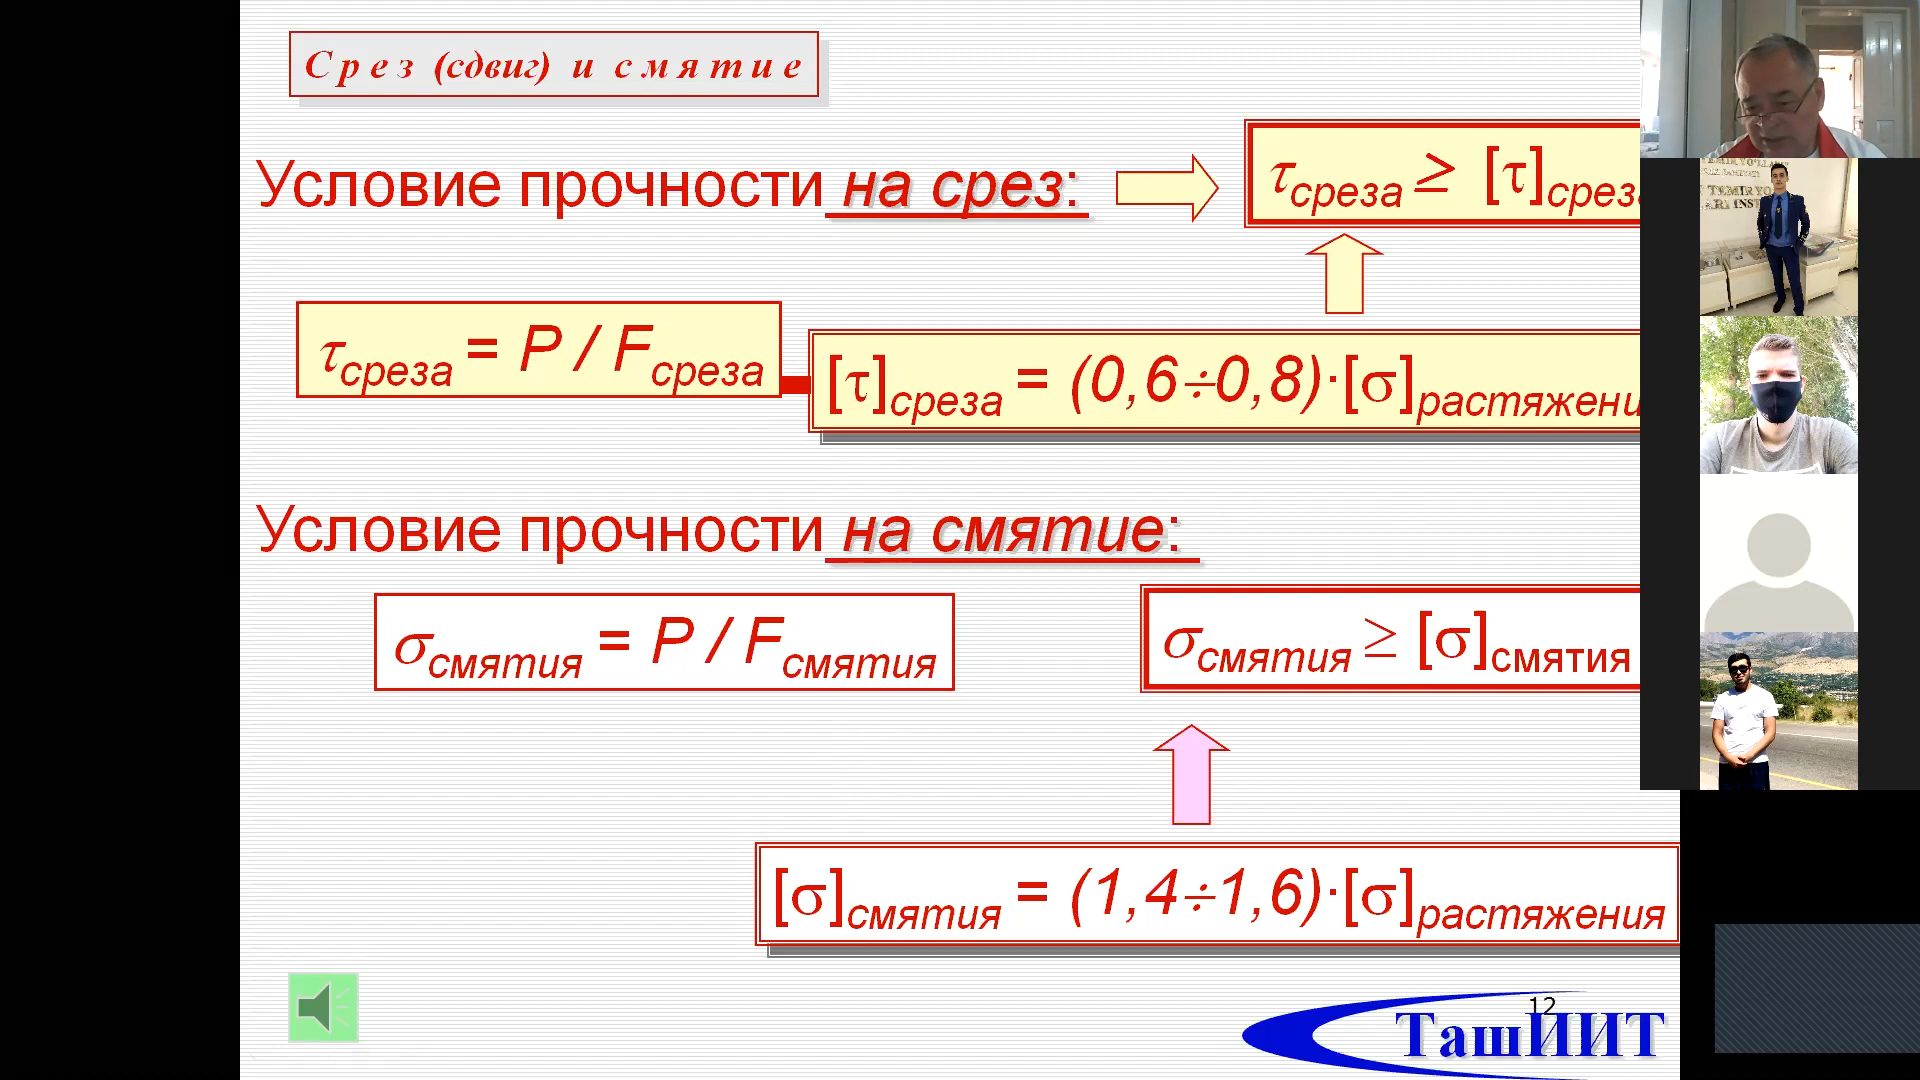 Срез (сдвиг) и смятие
Условие прочности на срез:
τсреза ≥ [τ]среза
τсреза = P / Fсреза
[τ]среза = (0,6÷0,8)·[σ]растяжени
Условие прочности на смятие:
σсмятия = P / Fсмятия
σсмятия ≥ [σ]смятия
[σ]смятия = (1,4÷1,6)·[σ]растяжения
12
ТашИИТ